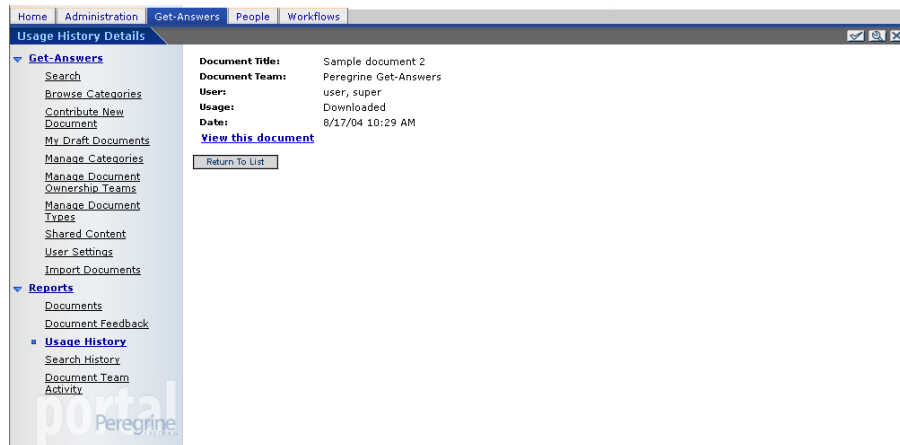 Home Administration Get-Answers People Workflows
Usage History Details
Get-Answers
Search
Browse Categories
Contribute New
Document
My Draft Documents
Manage Categories
Manage Document
Ownership Teams
Manage Document
Types
Shared Content
User Settings
Import Documents
Reports
Documents
Document Feedback
Usage History
Search History
Document Team
Activity
portal
Peregrine
Document Title: Sample document 2
Document Team: Peregrine Get-Answers
User: user, super
Usage: Downloaded
Date: 8/17/04 10:29 AM
View this document
Return To List